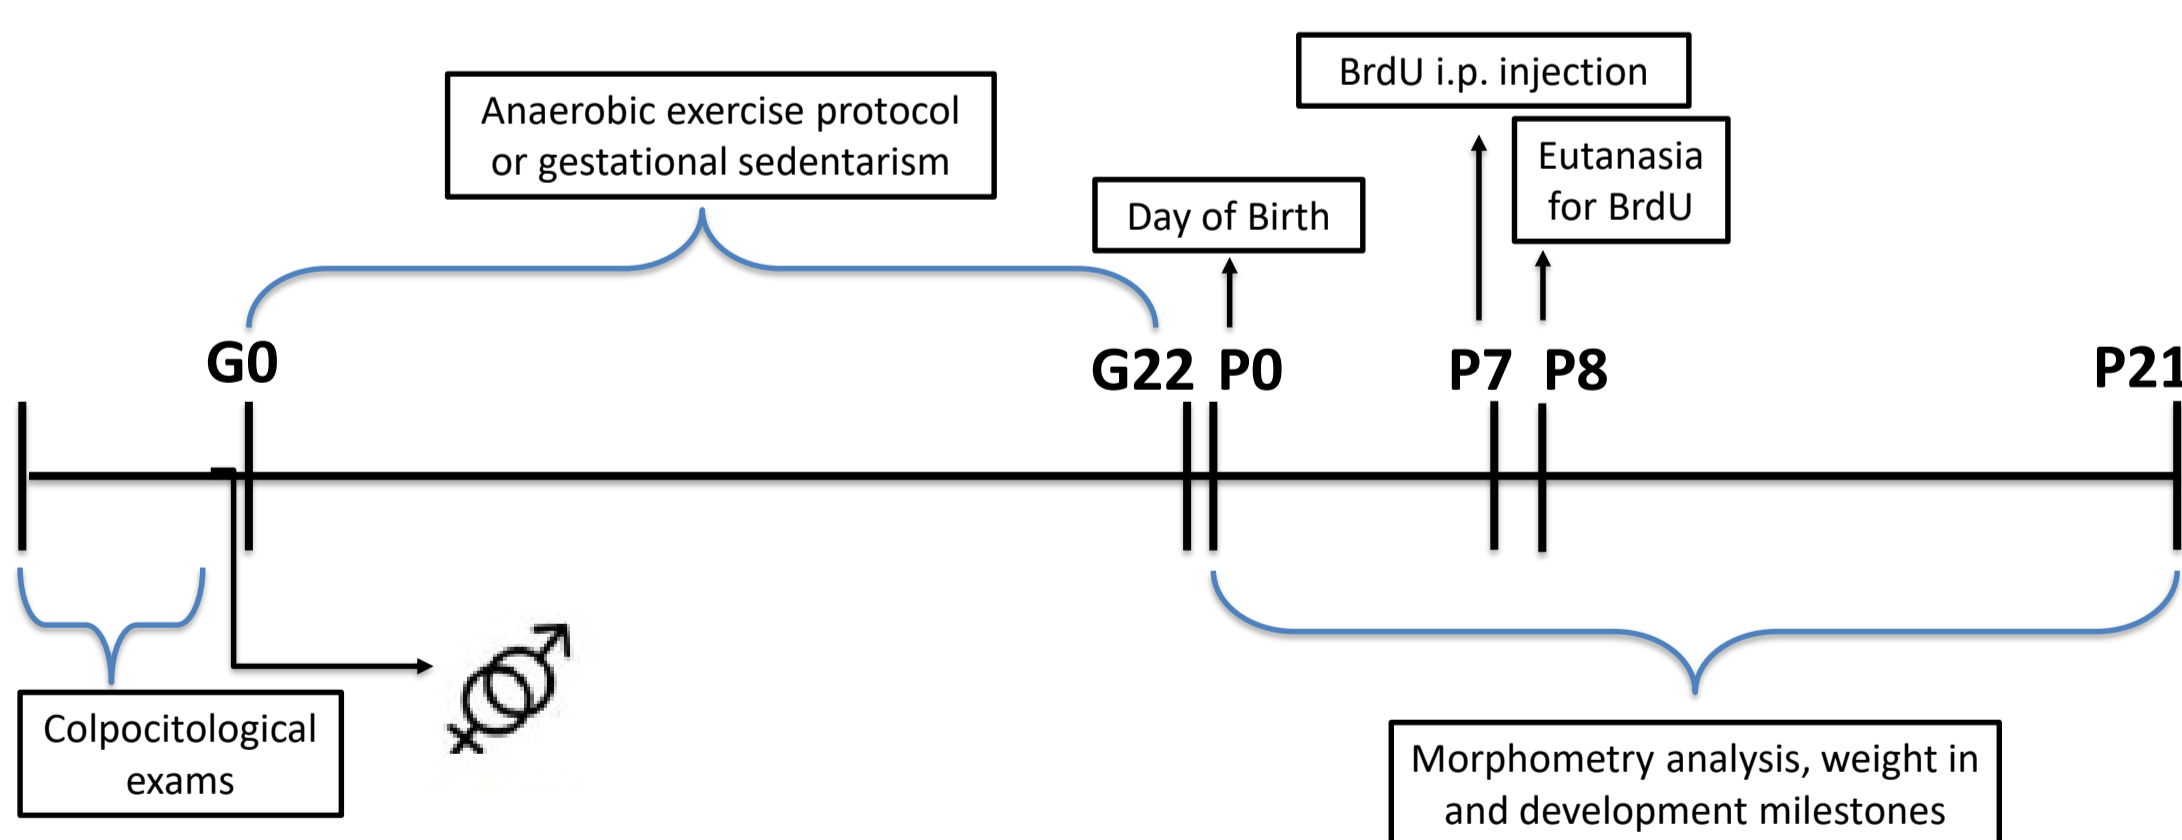 BrdU i.p. injection
Anaerobic exercise protocol
or gestational sedentarism
Eutanasia
for BrdU
Day of Birth
G0
G22
P0
P7
P8
P21
Colpocitological
exams
Morphometry analysis, weight in
and development milestones